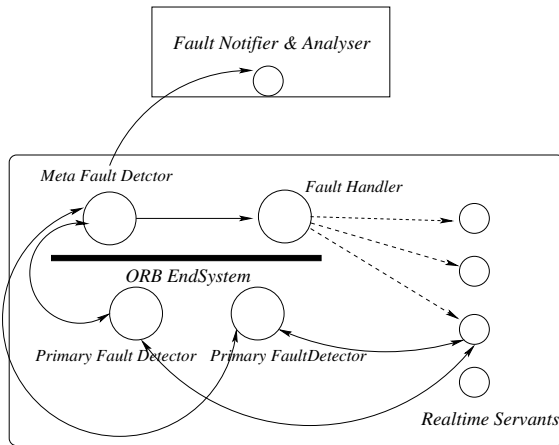 Fault Notifier & Analyser
Meta Fault Detctor
Fault Handler
ORB EndSystem
Primary Fault Detector
Primary FaultDetector
Realtime Servants